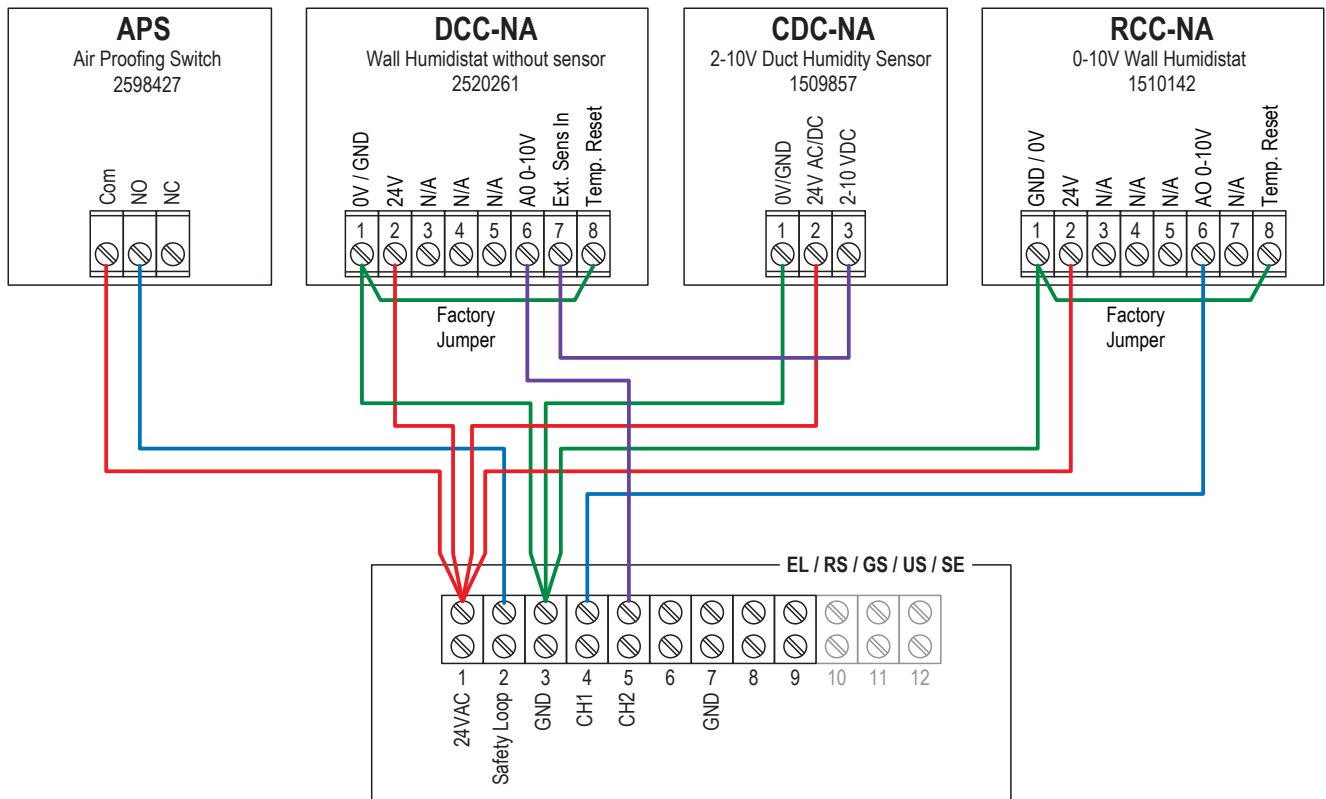 APS
Air Proofing Switch
2598427
Com
NO
NC
DCC-NA
Wall Humidistat without sensor
2520261
0V / GND
24V
N/A
N/A
N/A
AO 0-10V
Ext. Sens In
Temp. Reset
1 2 3 4 5 6 7 8
Factory
Jumper
CDC-NA
2-10V Duct Humidity Sensor
1509857
0V/GND
24V AC/DC
2-10 VDC
1 2 3
RCC-NA
0-10V Wall Humidistat
1510142
GND / 0V
24V
N/A
N/A
N/A
AO 0-10V
N/A
Temp. Reset
1 2 3 4 5 6 7 8
Factory
Jumper
EL / RS / GS / US / SE
1 2 3 4 5 6 7 8 9 10 11 12
24VAC
Safety Loop
GND
CH1
CH2
GND